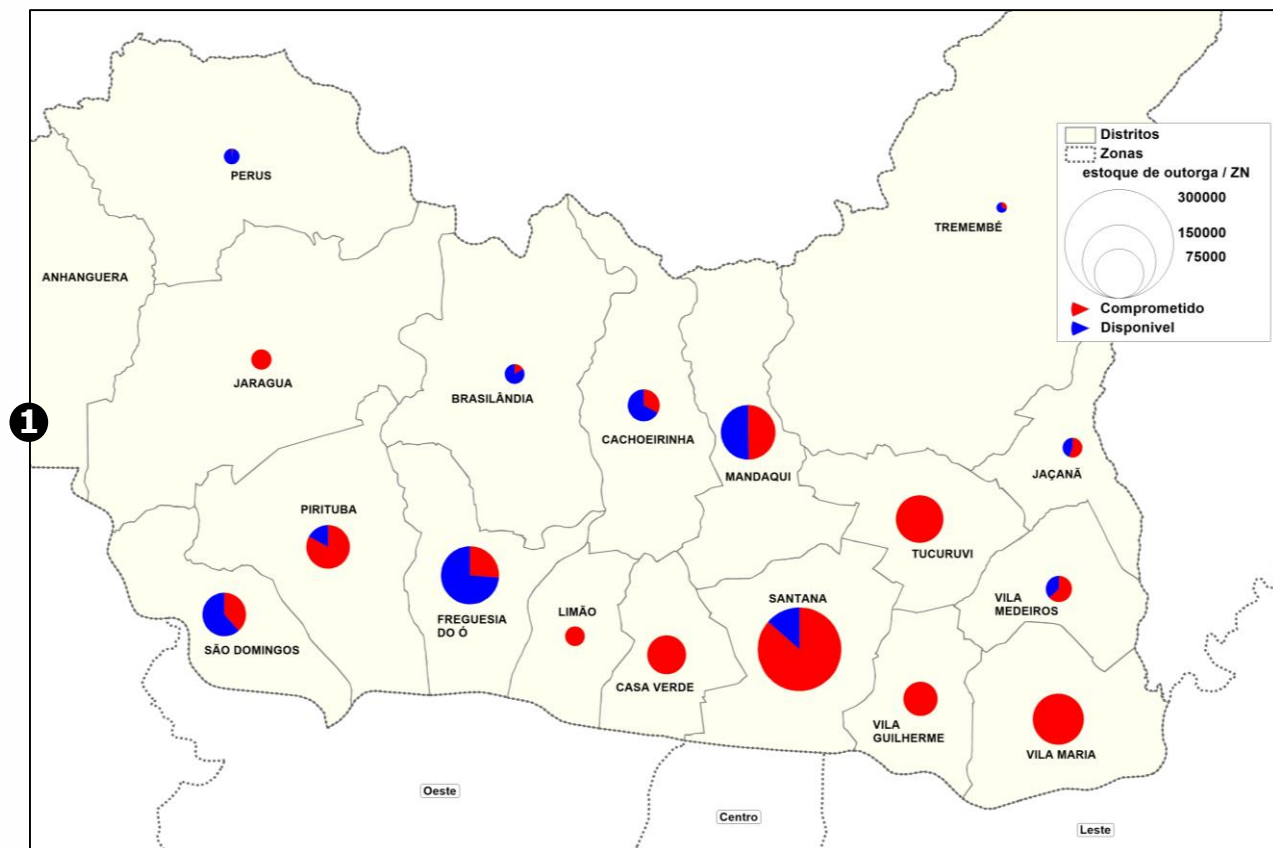 Distritos
Zonas
estoque de outorga / ZN
300000
150000
75000
Comprometido
Disponivel
PERUS
TREMEMBÉ
ANHANGUERA
JARAGUA
BRASILÂNDIA
CACHOEIRINHA
MANDAQUI
JAÇANÃ
1
PIRITUBA
TUCURUVI
SANTANA
LIMÃO
VILA
MEDEIROS
FREGUESIA
DO Ó
SÃO DOMINGOS
CASA VERDE
VILA
GUILHERME
VILA MARIA
Oeste
Centro
Leste